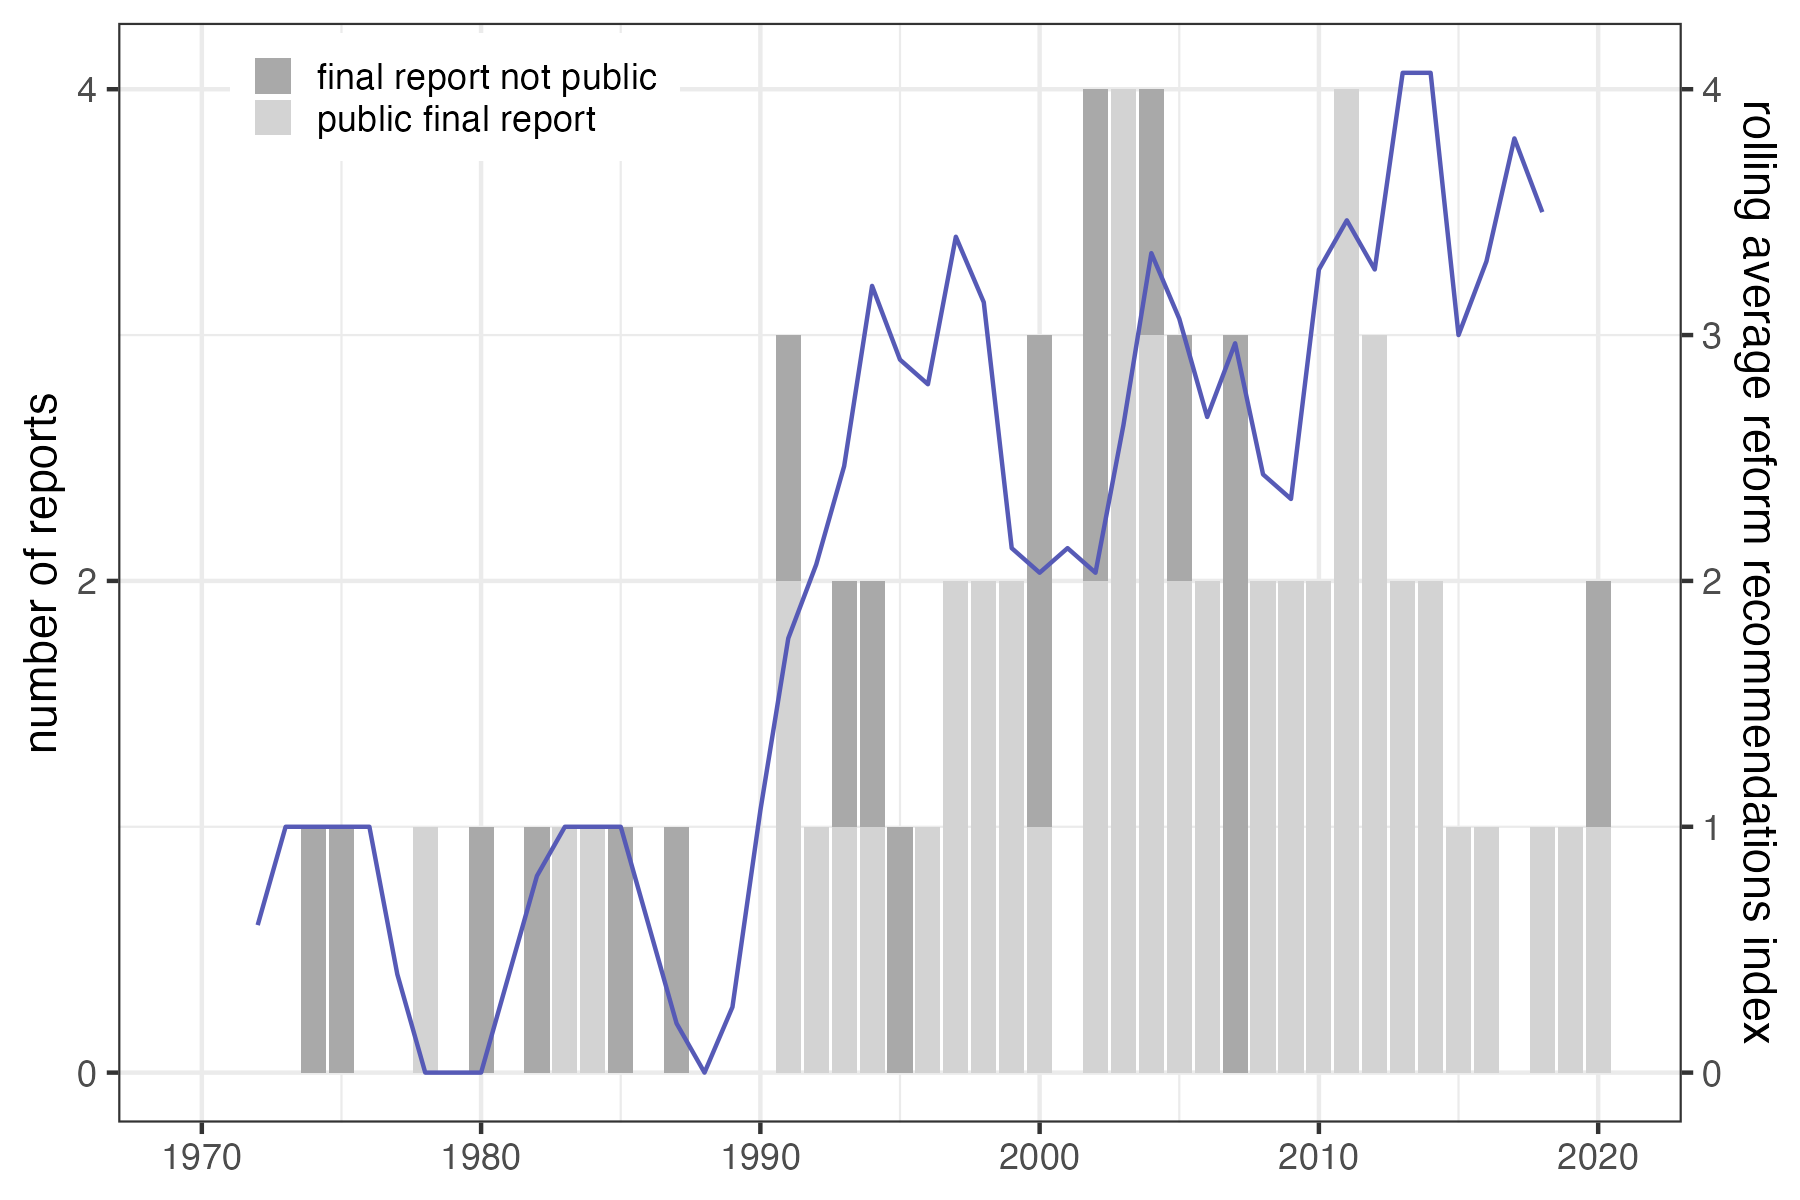 final report not public
public final report
4
2
0
number of reports
4
3
2
1
0
rolling average reform recommendations index
1970 1980 1990 2000 2010 2020